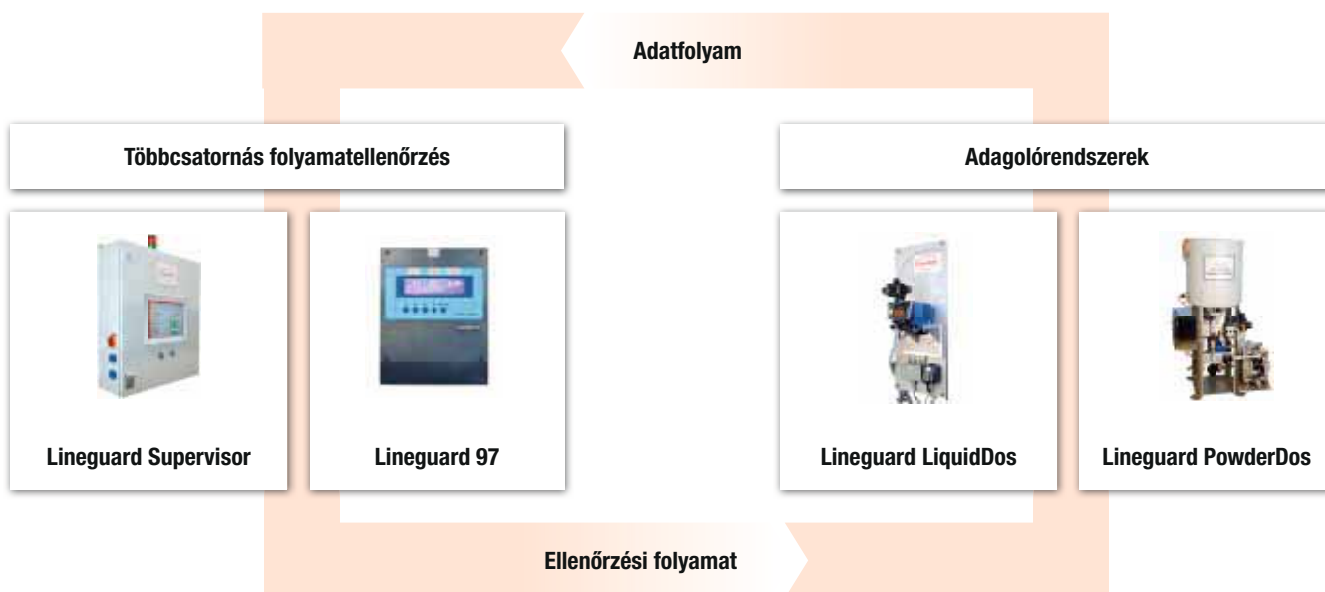 Adatfolyam
Többcsatornás folyamatellenőrzés
Adagolórendszerek
Lineguard Supervisor
Lineguard 97
Lineguard LiquidDos
Lineguard PowderDos
Ellenőrzési folyamat